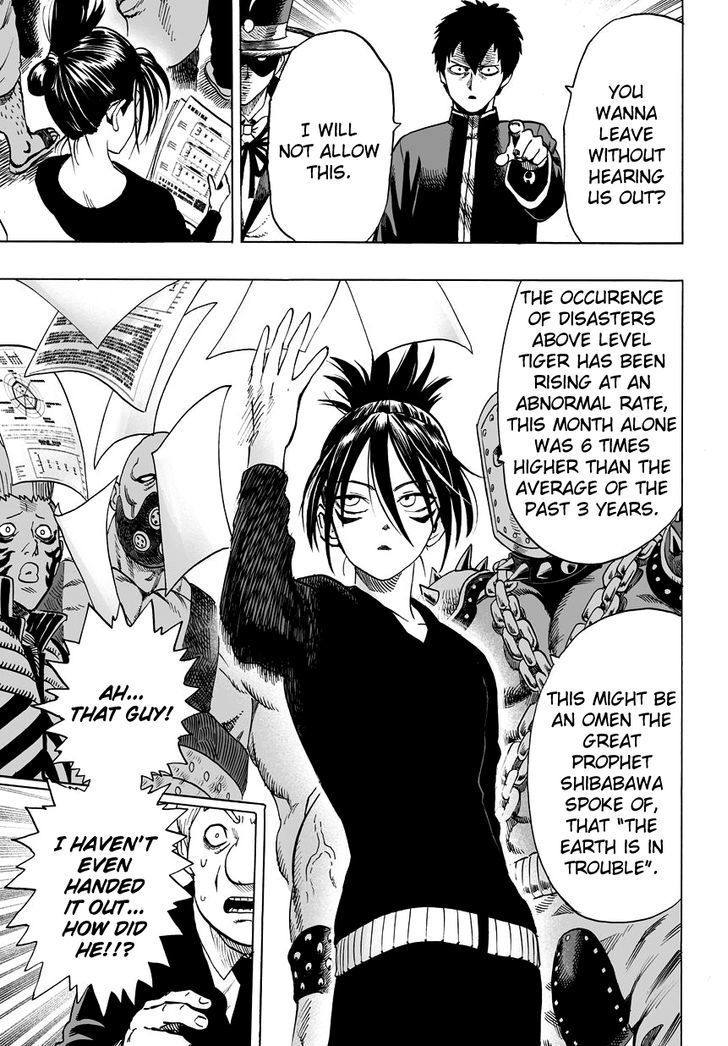 YOU
WANNA
LEAVE
WITHOUT
HEARING
US OUT?
I WILL
NOT ALLOW
THIS.
THE OCCURENCE
OF DISASTERS
ABOVE LEVEL
TIGER HAS BEEN
RISING AT AN
ABNORMAL RATE,
THIS MONTH ALONE
WAS 6 TIMES
HIGHER THAN THE
AVERAGE OF THE
PAST 3 YEARS.
THIS MIGHT BE
AN OMEN THE
GREAT
PROPHET
SHIBABAWA
SPOKE OF,
THAT "THE
EARTH IS IN
TROUBLE".
AH...
THAT GUY!
I HAVEN'T
EVEN
HANDED
IT OUT...
HOW DID
HE!!?